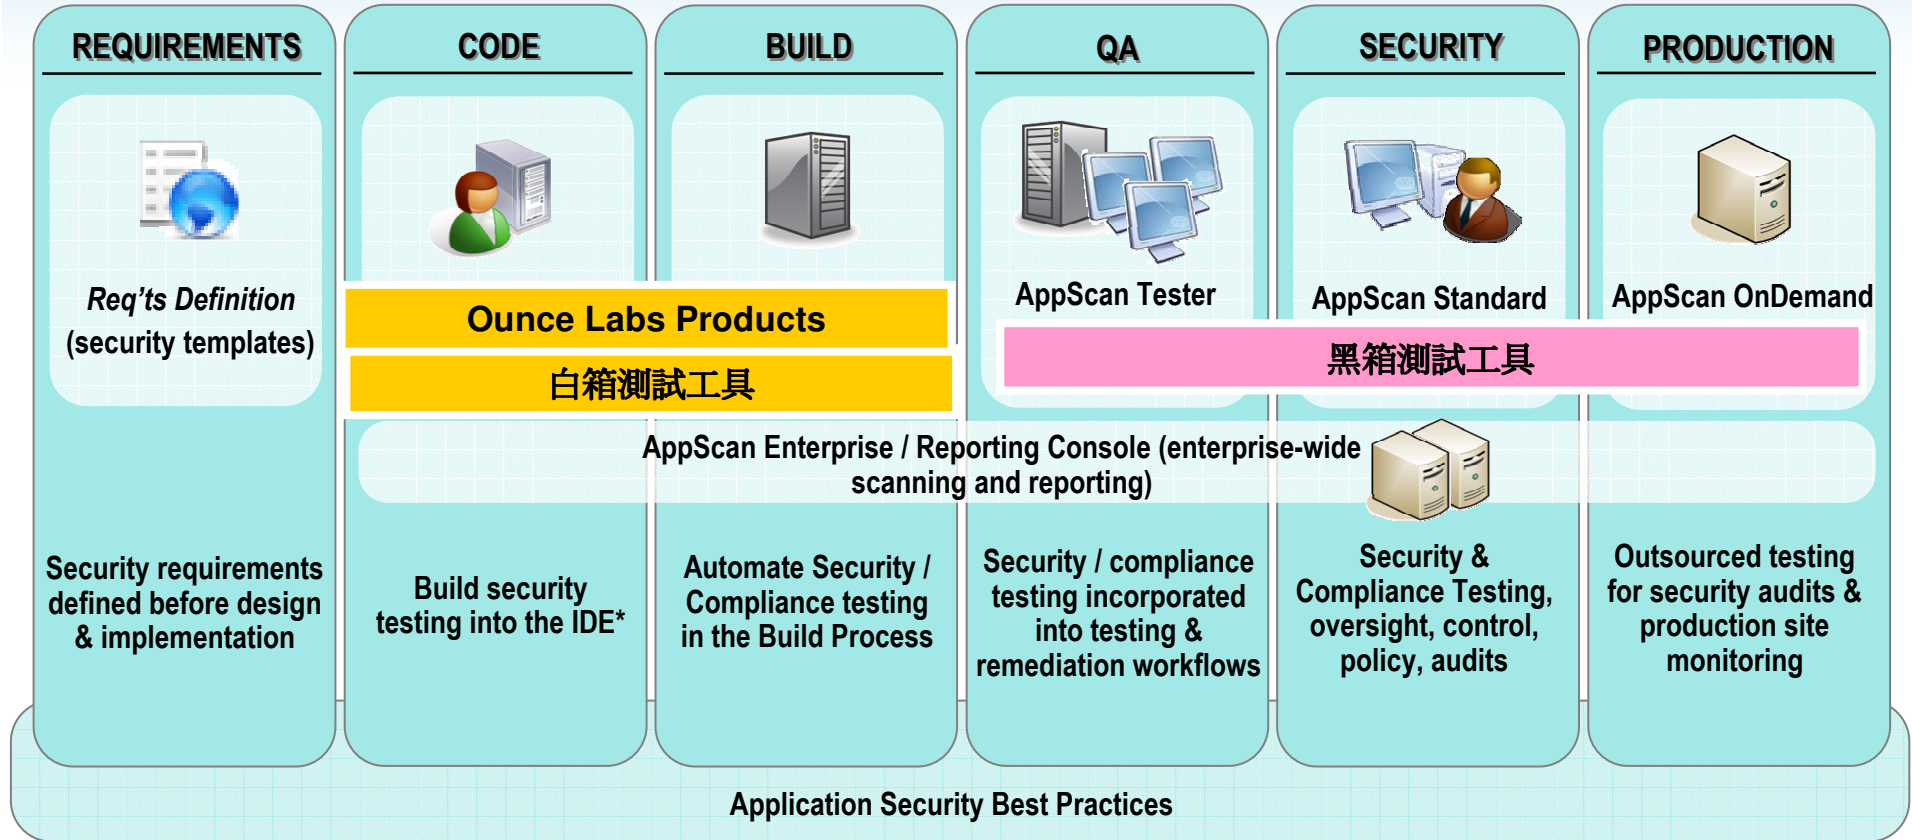 REQUIREMENTS
CODE
BUILD
QA
SECURITY
PRODUCTION
Req'ts Definition
(security templates)
Ounce Labs Products
白箱測試工具
AppScan Tester
AppScan Standard
AppScan OnDemand
黑箱測試工具
AppScan Enterprise / Reporting Console (enterprise-wide
scanning and reporting)
Security requirements
defined before design
& implementation
Build security
testing into the IDE*
Automate Security /
Compliance testing
in the Build Process
Security / compliance
testing incorporated
into testing &
remediation workflows
Security &
Compliance Testing,
oversight, control,
policy, audits
Outsourced testing
for security audits &
production site
monitoring
Application Security Best Practices